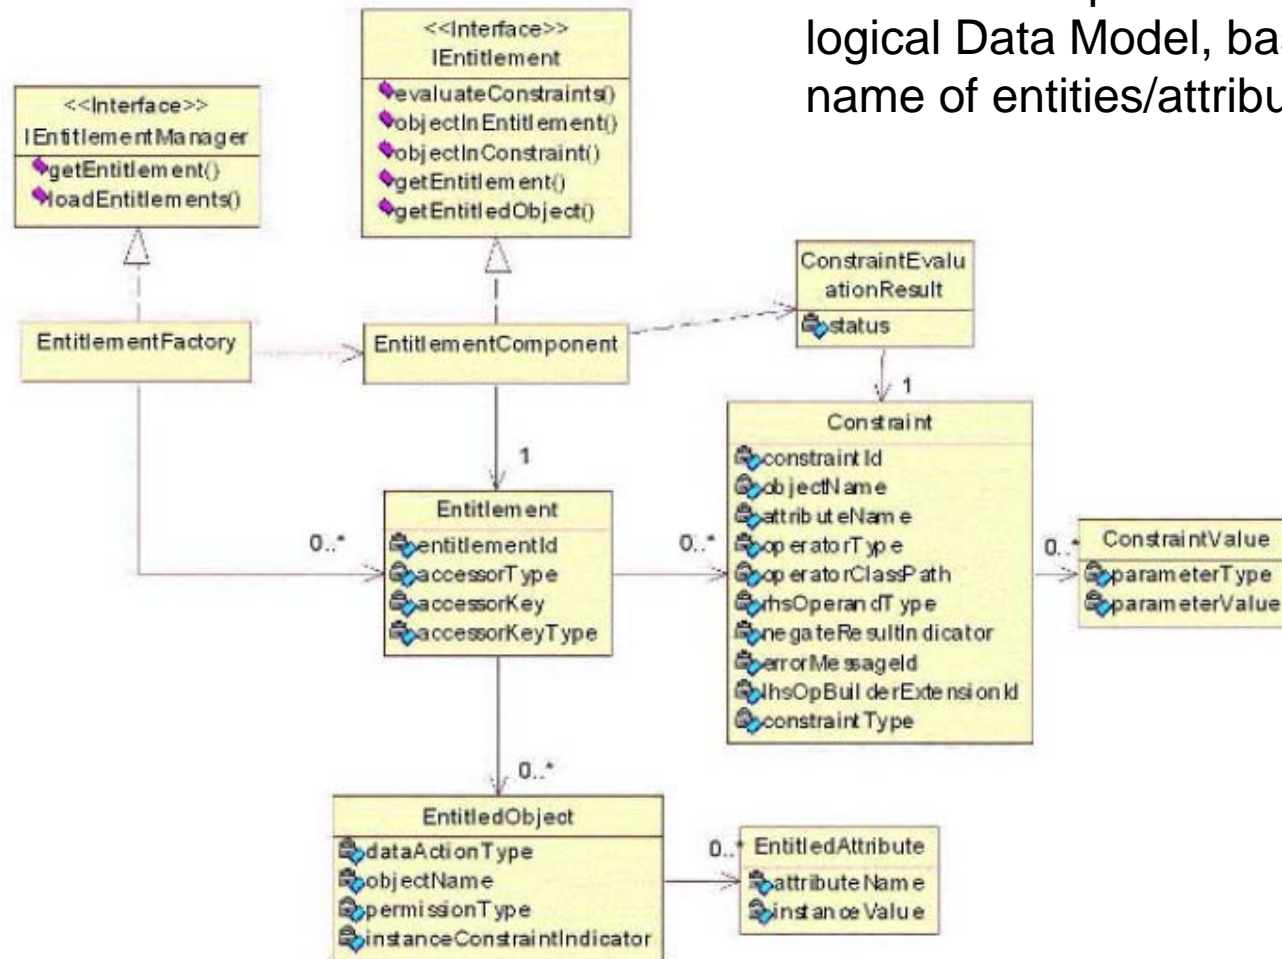 logical Data Model, bas
name of entities/attribu
<<Interface>>
IEntitlement
evaluateConstraints()
objectInEntitlement()
objectInConstraint()
getEntitlement()
getEntitledObject()
<<Interface>>
IEntitlementManager
getEntitlement()
loadEntitlements()
ConstraintEvalu
ationResult
status
EntitlementFactory
EntitlementComponent
1
1
Constraint
constraintId
objectName
attributeName
operatorType
operatorClassPath
rhsOperandType
negateResultIndicator
errorMessageId
lhsOpBuilderExtensionId
constraintType
0..*
Entitlement
entitlementId
accessorType
accessorKey
accessorKeyType
0..*
0..*
ConstraintValue
parameterType
parameterValue
0..*
EntitledObject
dataActionType
objectName
permissionType
instanceConstraintIndicator
0..*
EntitledAttribute
attributeName
instanceValue